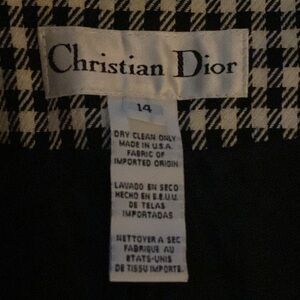 Christian Dior
14
DRY CLEAN ONLY
MADE IN U.S.A.
FABRIC OF
IMPORTED ORIGIN
LAVADO EN SECO
HECHO EN E.E.U.U.
DE TELAS
IMPORTADAS
NETTOYER A SEC
FABRIQUE AU
ETATS-UNIS
DE TISSU IMPORTE.